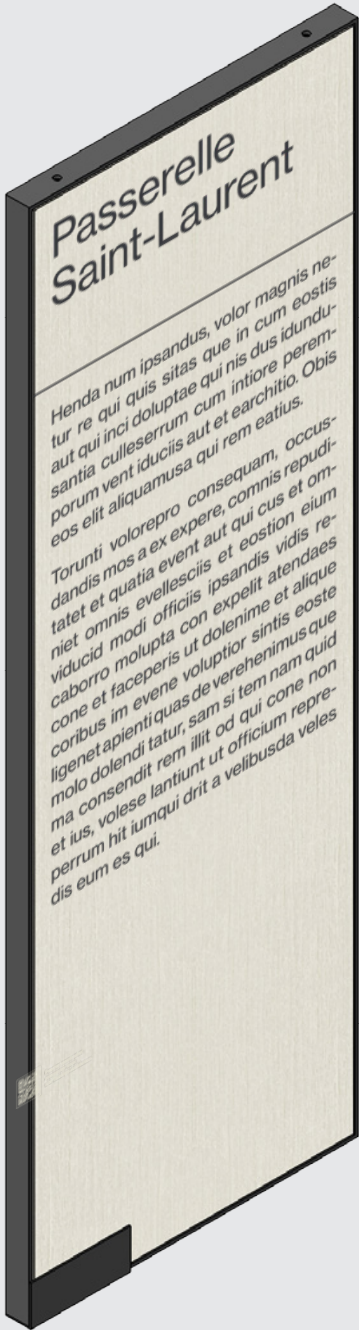 Passerelle
Saint-Laurent
Henda num ipsandus, volor magnis ne-
tur re qui quis sitas que in cum eostis
aut qui inci doluptae qui nis dus idundu-
santia culleserrum cum intiore perem-
porum vent iduciis aut et earchitio. Obis
eos elit aliquamusa qui rem eatius.
Torunti volorepro consequam, occus-
dandis mos a ex expere, comnis repudi-
tatet et quatia event aut qui cus et om-
niet omnis evellesciis et eostion eium
viducid modi officiis ipsandis vidis re-
caborro molupta con expelit atendaes
cone et faceperis ut dolenime et alique
coribus im evene voluptior sintis eoste
ligenet apienti quas de verehenimus que
molo dolendi tatur, sam si tem nam quid
ma consendit rem illit od qui cone non
et ius, volese lantiunt ut officium repre-
perrum hit iumqui drit a velibusda veles
dis eum es qui.